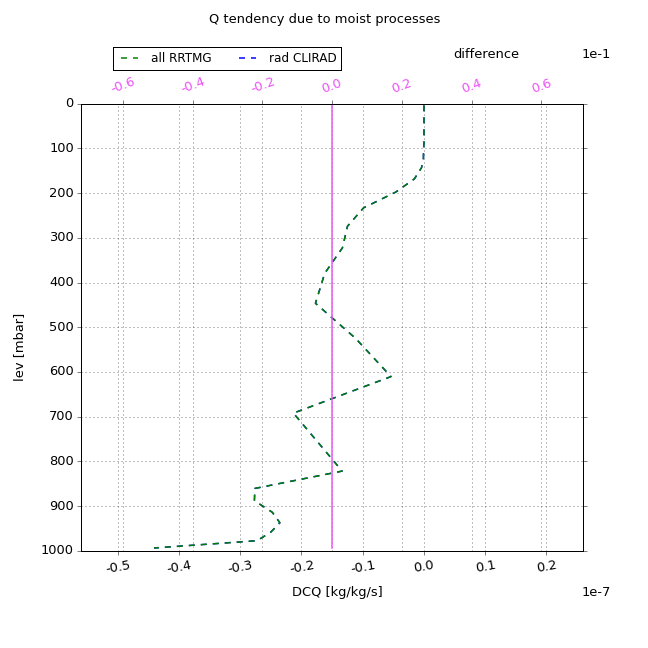 Q tendency due to moist processes
all RRTMG rad CLIRAD difference 1e-1
-0.6 -0.4 -0.2 0.0 0.2 0.4 0.6
0
100
200
300
400
500
600
700
800
900
1000
lev [mbar]
-0.5 -0.4 -0.3 -0.2 -0.1 0.0 0.1 0.2
DCQ [kg/kg/s] 1e-7